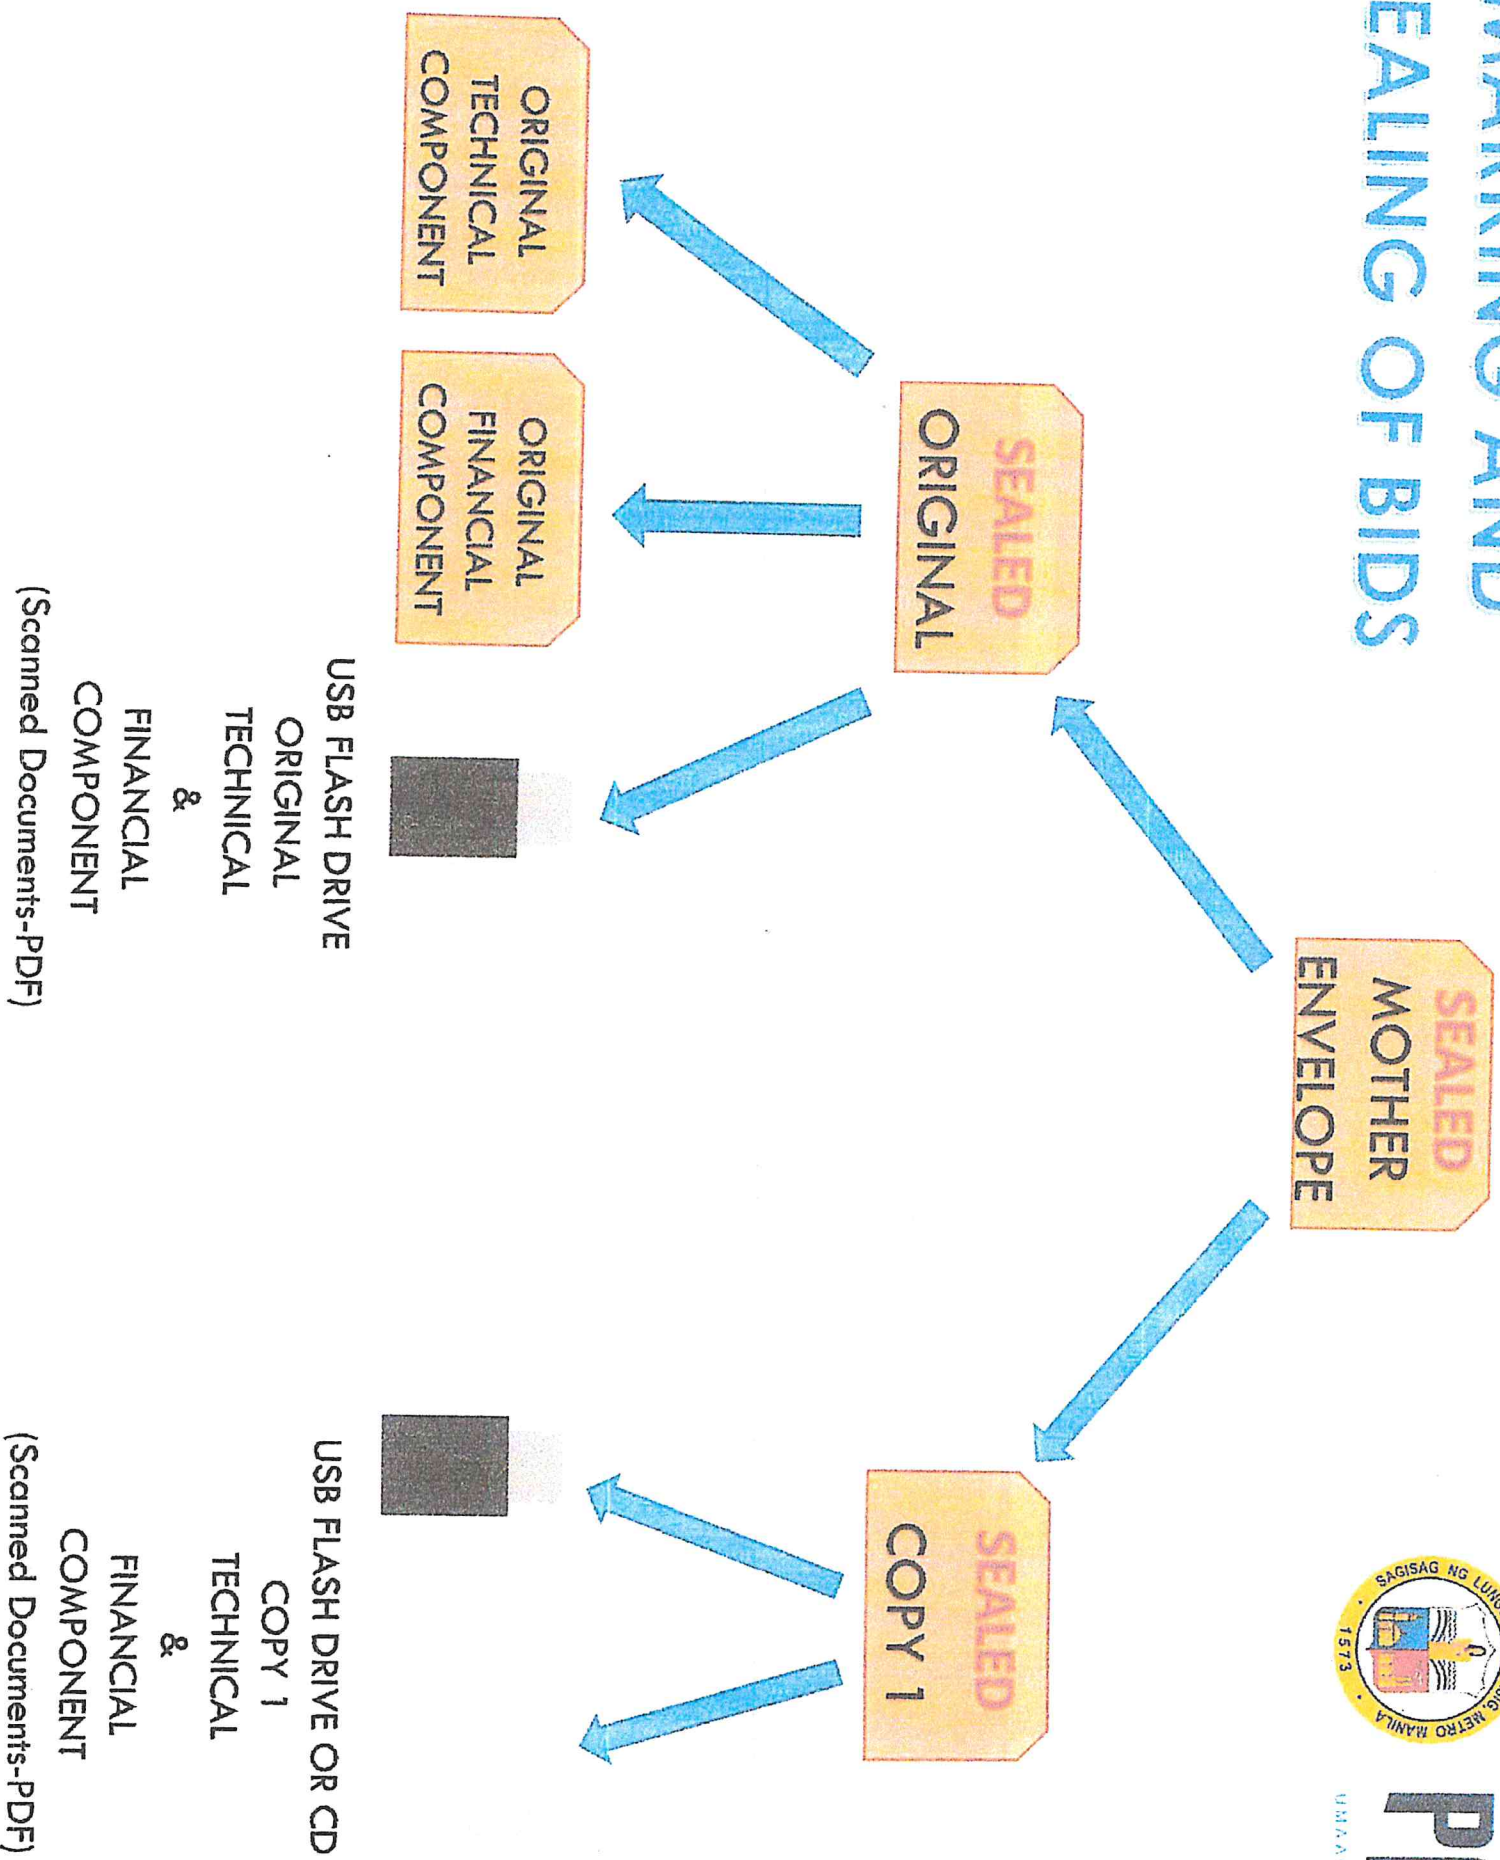 EALING OF BIDS
SAGISAG NG
METRO MANILA
1573
SEALED
MOTHER
ENVELOPE
SEALED
ORIGINAL
SEALED
COPY 1
ORIGINAL
TECHNICAL
COMPONENT
ORIGINAL
FINANCIAL
COMPONENT
USB FLASH DRIVE
ORIGINAL
TECHNICAL
&
FINANCIAL
COMPONENT
(Scanned Documents-PDF)
USB FLASH DRIVE OR CD
COPY 1
TECHNICAL
&
FINANCIAL
COMPONENT
(Scanned Documents-PDF)